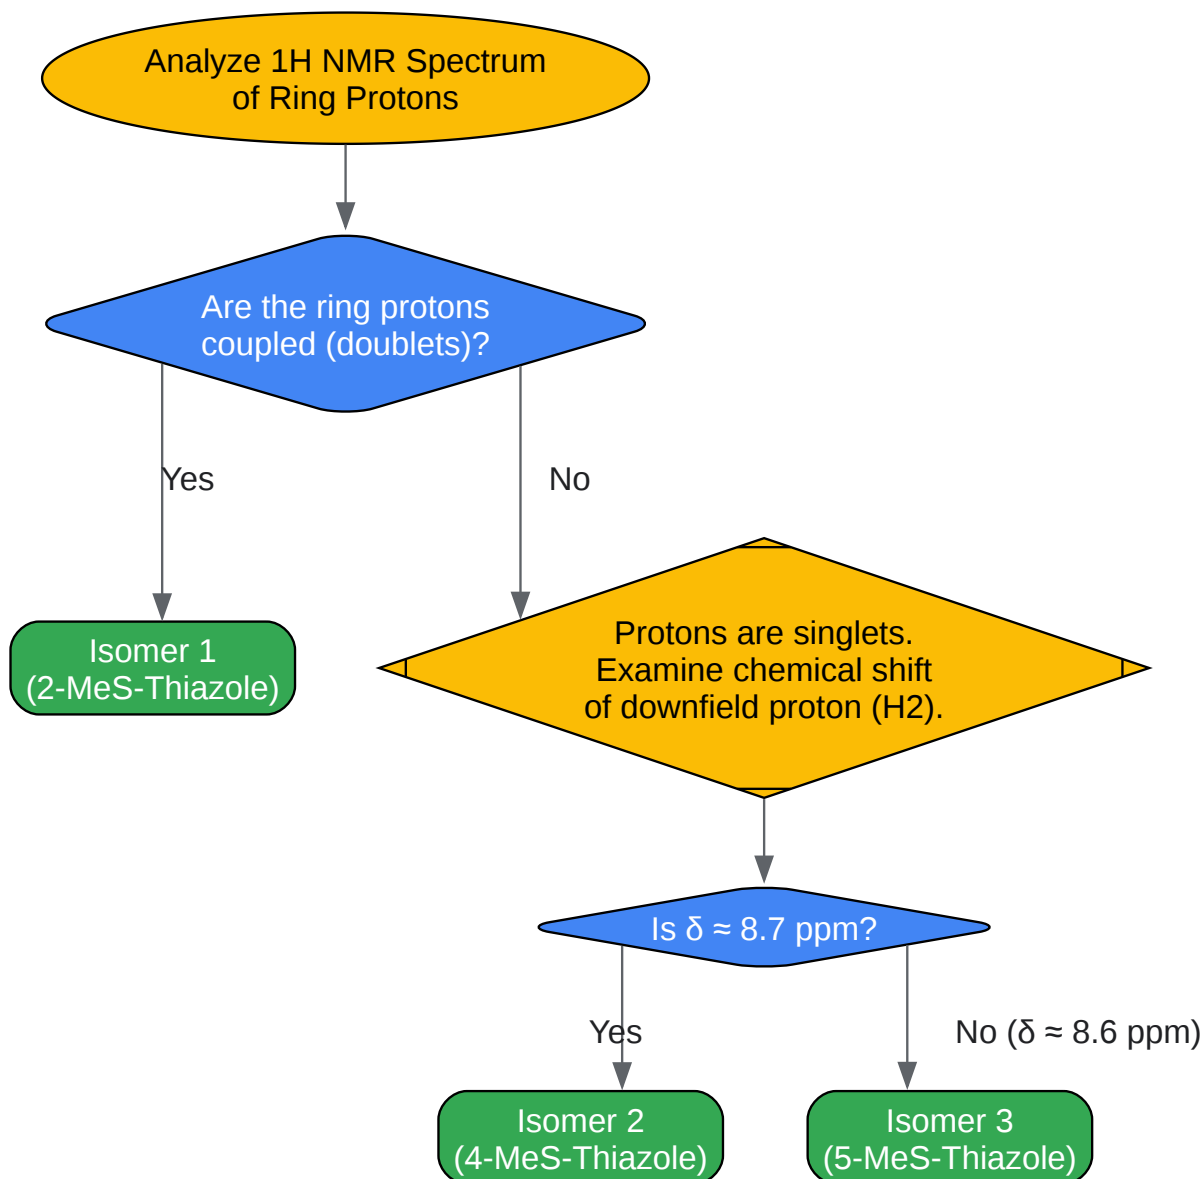 Analyze 1H NMR Spectrum
of Ring Protons
Are the ring protons
coupled (doublets)?
Yes
No
Isomer 1
(2-MeS-Thiazole)
Protons are singlets.
Examine chemical shift
of downfield proton (H2).
Is δ ≈ 8.7 ppm?
Yes
No (δ ≈ 8.6 ppm)
Isomer 2
(4-MeS-Thiazole)
Isomer 3
(5-MeS-Thiazole)